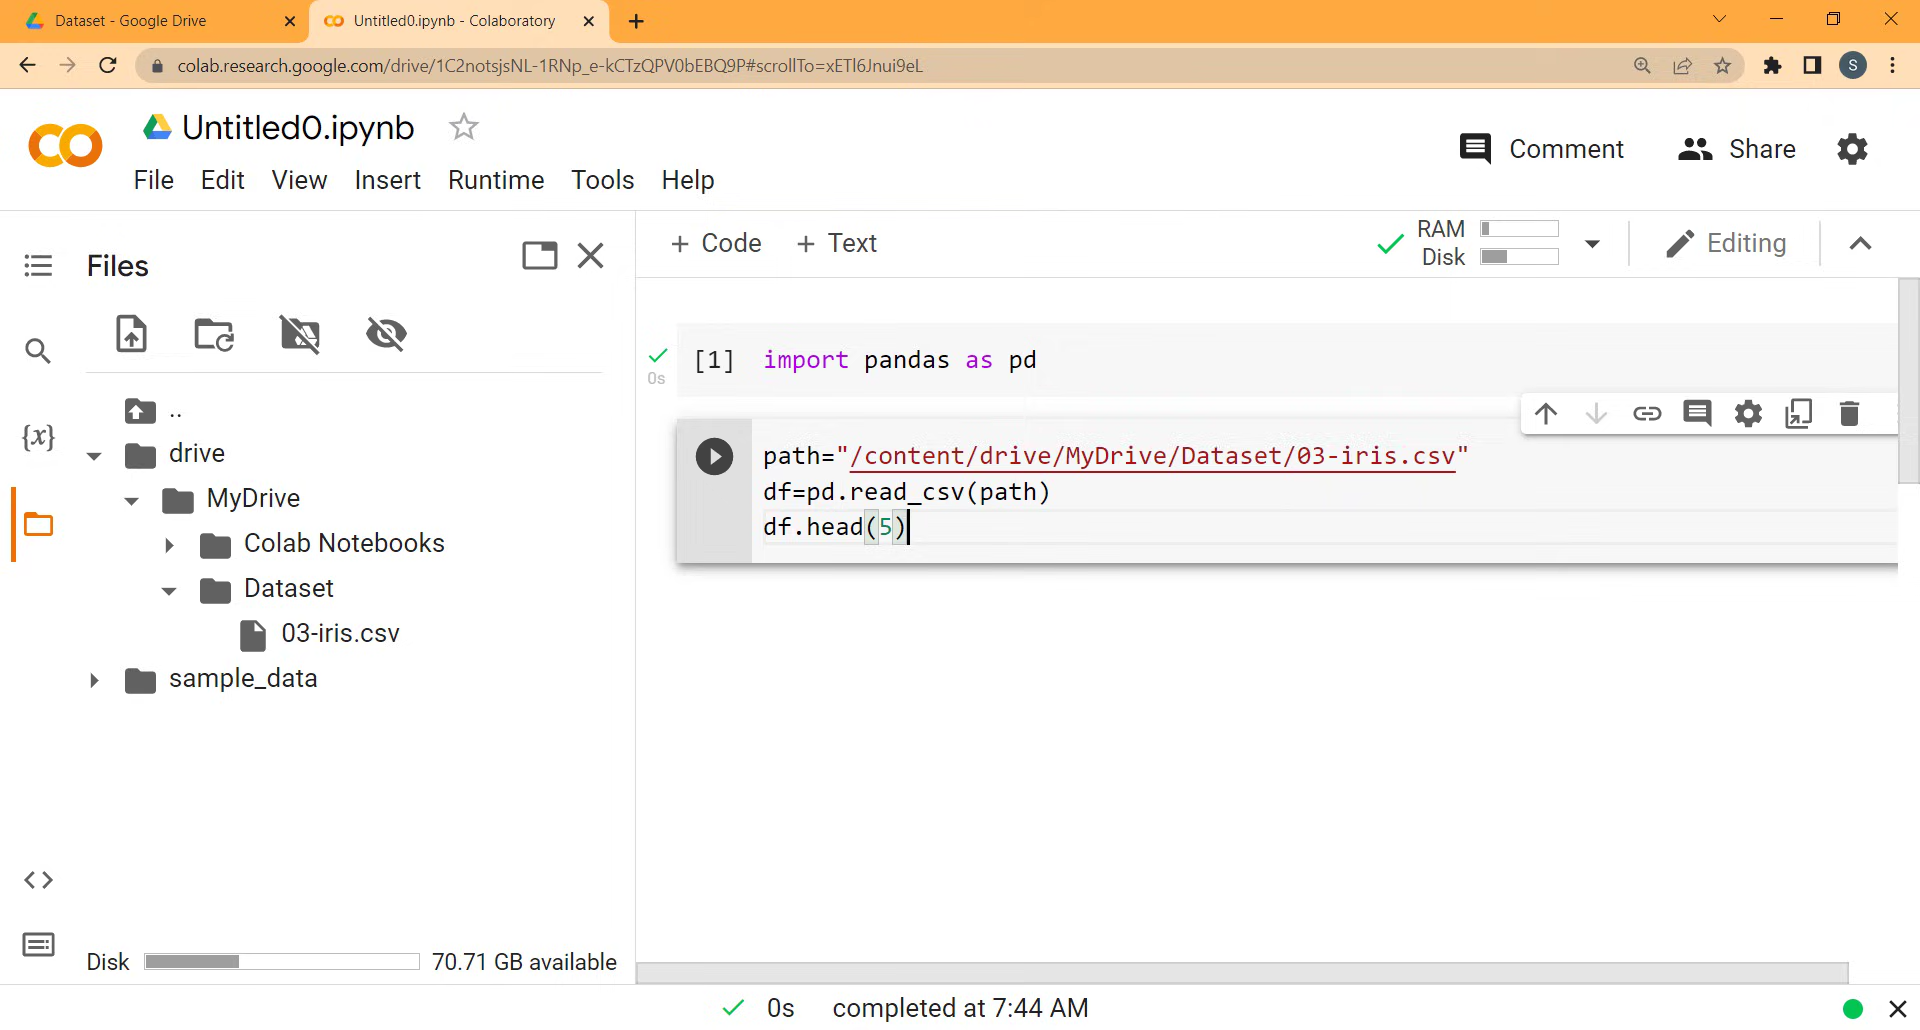 Dataset - Google Drive
Untitled0.ipynb - Colaboratory
colab.research.google.com/drive/1C2notsjsNL-1RNp_e-kCTzQPV0bEBQ9P#scrollTo=xETl6Jnui9eL
S
Untitled0.ipynb
File Edit View Insert Runtime Tools Help
Comment
Share
Files
+ Code + Text
RAM
Disk
Editing
..
drive
MyDrive
Colab Notebooks
Dataset
03-iris.csv
sample_data
{x}
0s
[1] import pandas as pd
path="/content/drive/MyDrive/Dataset/03-iris.csv"
df=pd.read_csv(path)
df.head(5)
Disk 70.71 GB available
0s completed at 7:44 AM